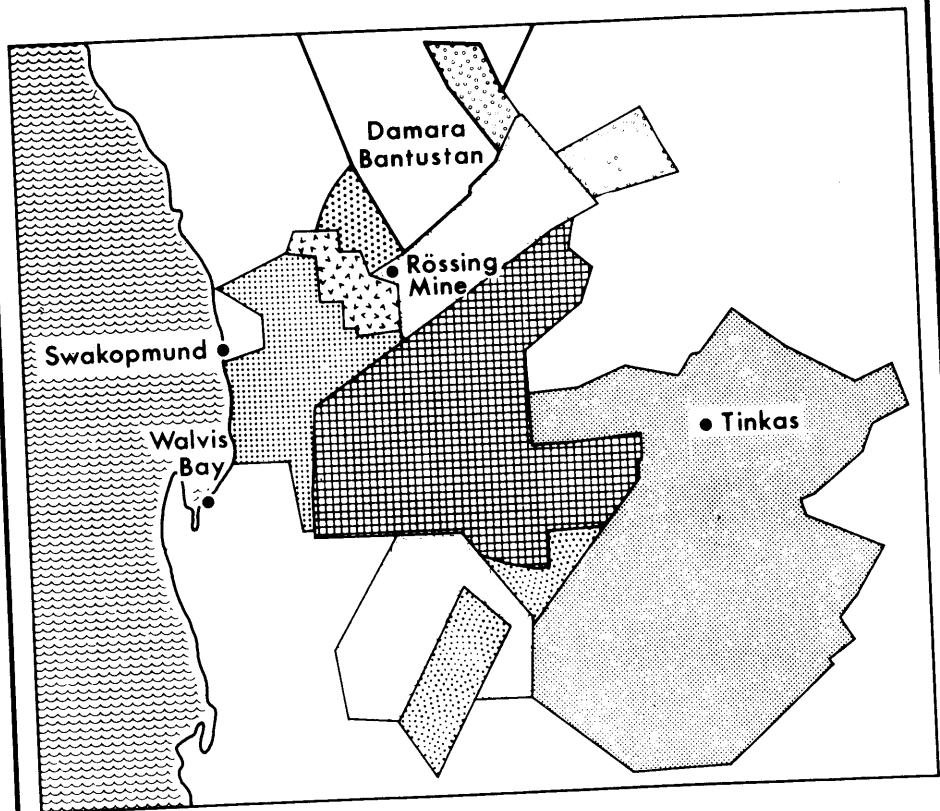 Damara
Bantustan
Rössing
Mine
Swakopmund
Tinkas
Walvis
Bay